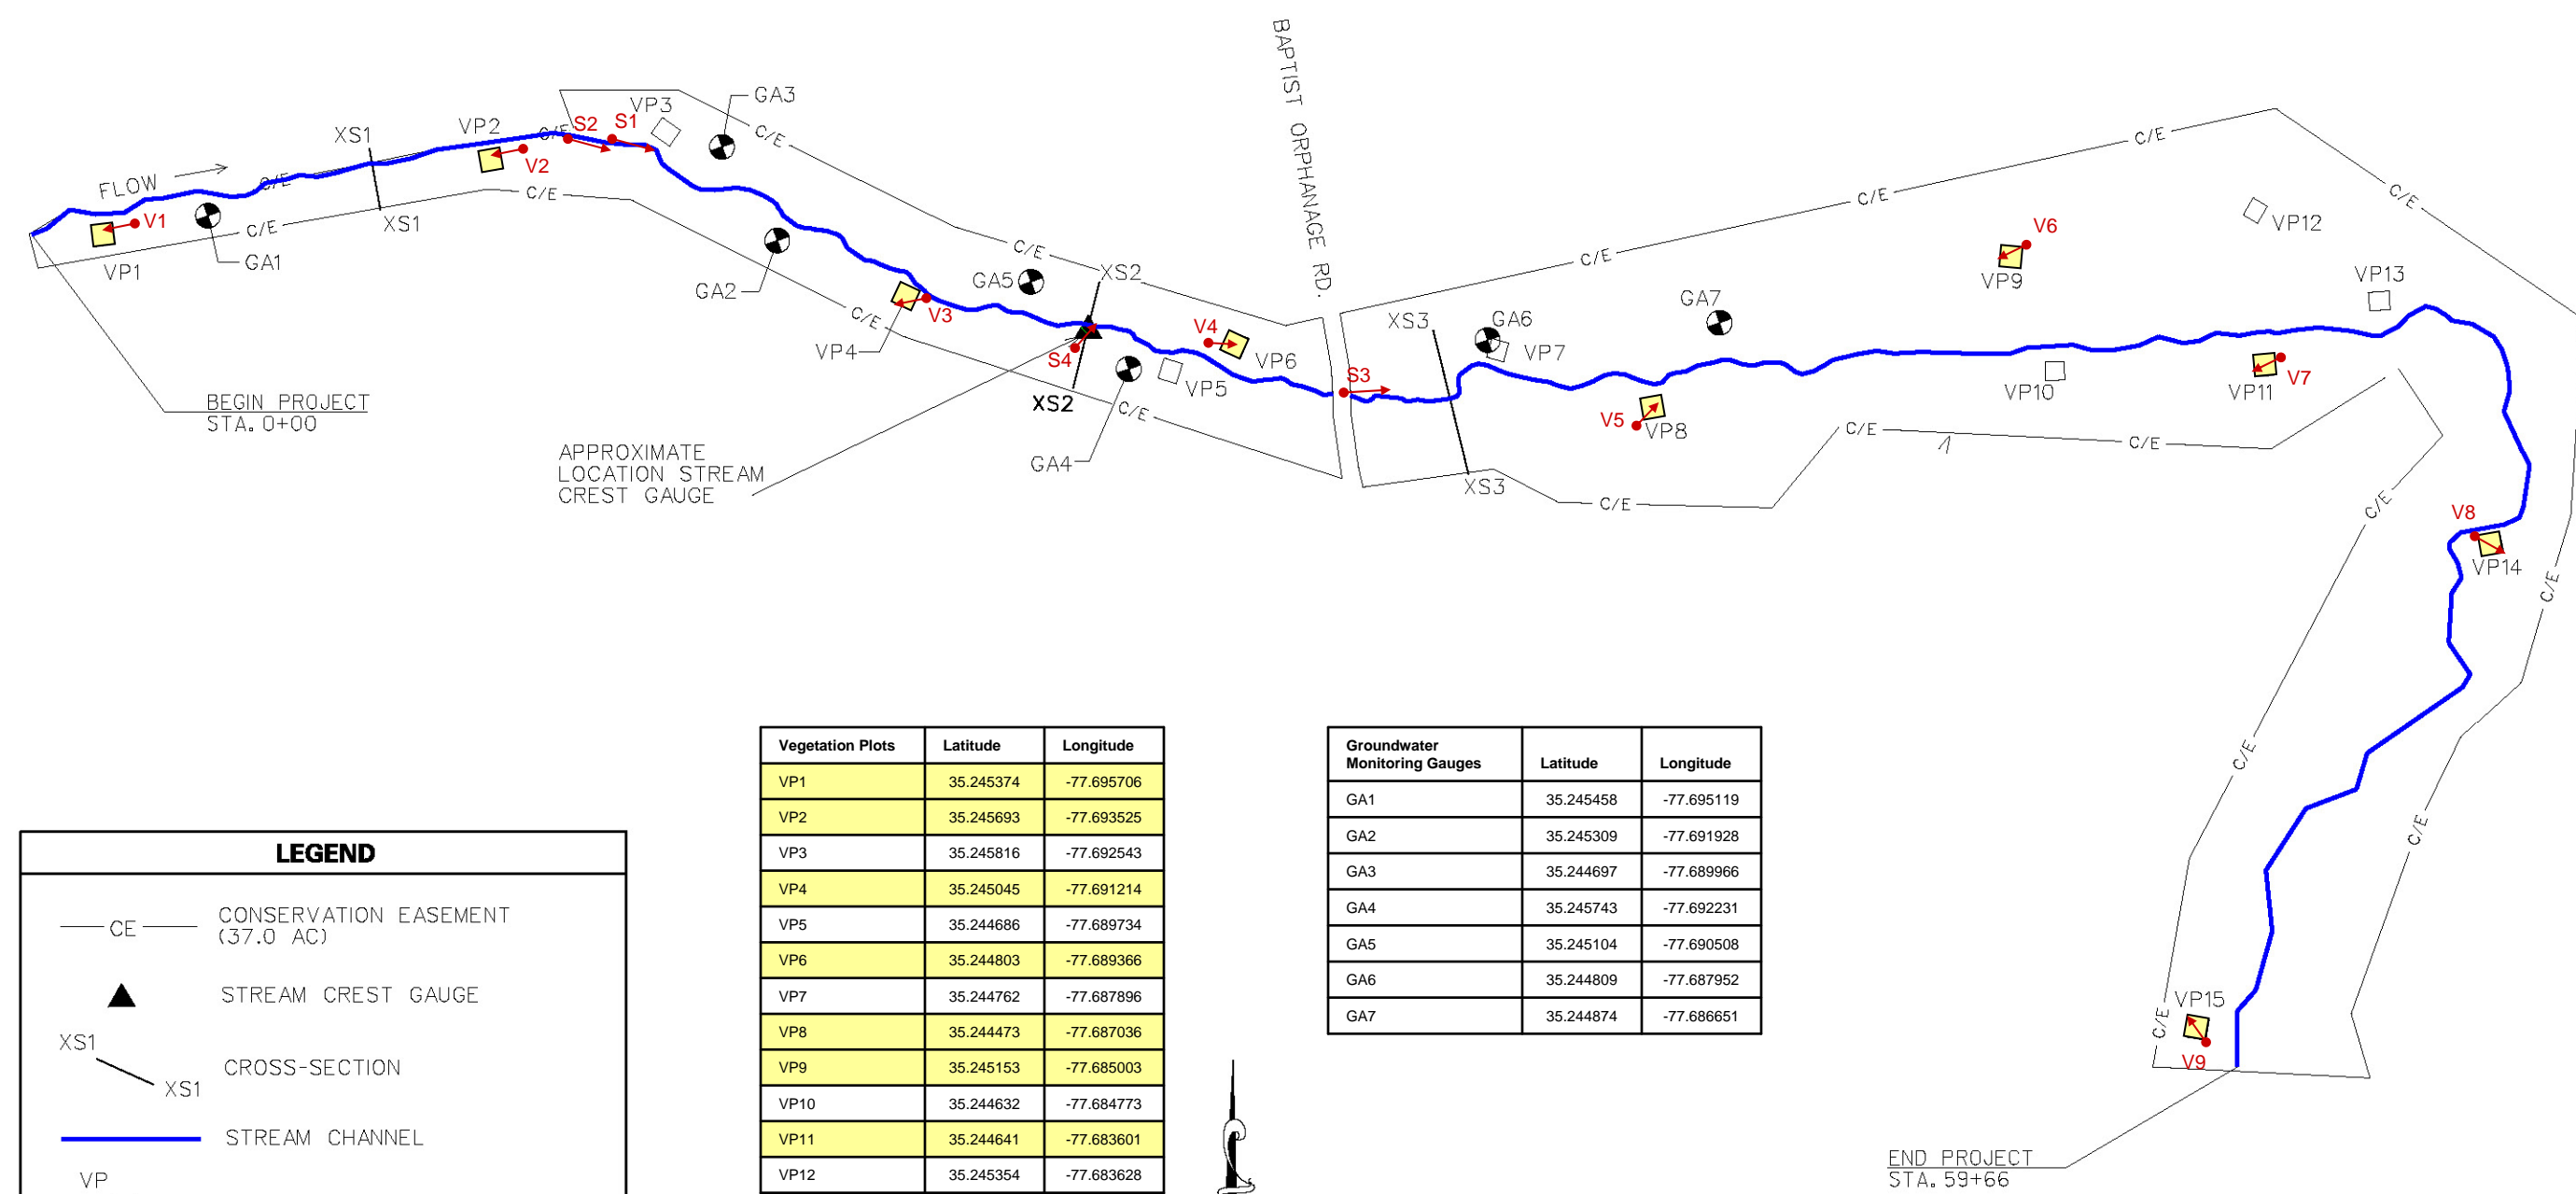 BAPTIST ORPHANAGE RD.
GA3
VP3
C/E
S2
S1
C/E
XS1
VP2
C/E
V2
FLOW
C/E
C/E
XS1
C/E
V1
VP1
GA1
GA2
GA5
C/E
XS2
V3
C/E
VP4
S4
V4
VP6
VP5
XS2
C/E
GA4
BEGIN PROJECT
STA. 0+00
APPROXIMATE
LOCATION STREAM
CREST GAUGE
C/E
C/E
C/E
C/E
V6
VP9
VP12
VP13
XS3
GA6
VP7
GA7
S3
V5
VP8
VP10
VP11
V7
C/E
C/E
XS3
C/E
C/E
V8
VP14
C/E
C/E
C/E
VP15
C/E
V9
END PROJECT
STA. 59+66
LEGEND
CE CONSERVATION EASEMENT
(37.0 AC)
STREAM CREST GAUGE
XS1
XS1
CROSS-SECTION
STREAM CHANNEL
VP
Vegetation Plots Latitude Longitude
VP1 35.245374 -77.695706
VP2 35.245693 -77.693525
VP3 35.245816 -77.692543
VP4 35.245045 -77.691214
VP5 35.244686 -77.689734
VP6 35.244803 -77.689366
VP7 35.244762 -77.687896
VP8 35.244473 -77.687036
VP9 35.245153 -77.685003
VP10 35.244632 -77.684773
VP11 35.244641 -77.683601
VP12 35.245354 -77.683628
Groundwater
Monitoring Gauges Latitude Longitude
GA1 35.245458 -77.695119
GA2 35.245309 -77.691928
GA3 35.244697 -77.689966
GA4 35.245743 -77.692231
GA5 35.245104 -77.690508
GA6 35.244809 -77.687952
GA7 35.244874 -77.686651